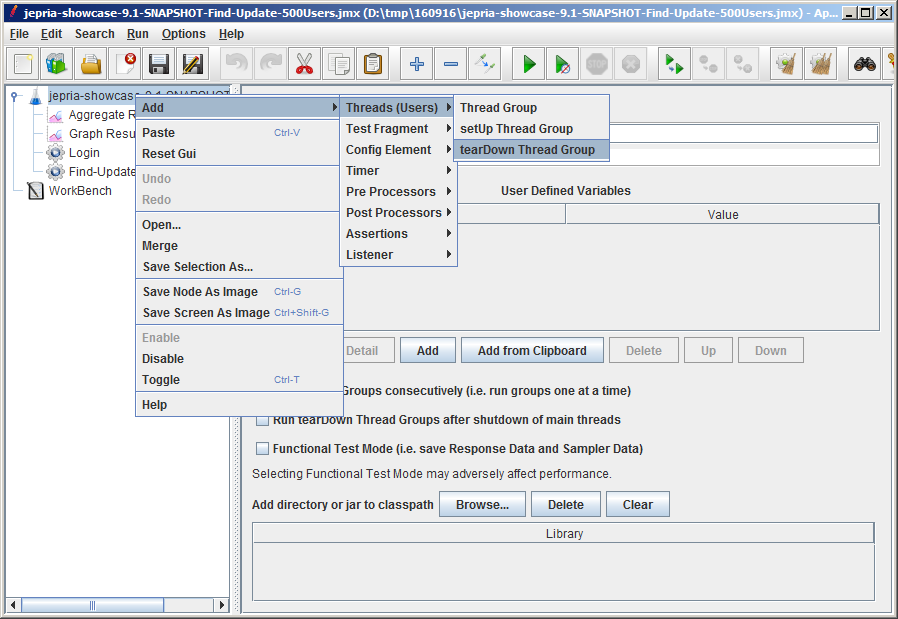 jepria-showcase-9.1-SNAPSHOT-Find-Update-500Users.jmx (D:\tmp\160916\jepria-showcase-9.1-SNAPSHOT-Find-Update-500Users.jmx) - Ap...
File Edit Search Run Options Help
STOP
jepria-showcase-9.1-SNAPSHOT
Aggregate R
Graph Resu
Login
Find-Update
WorkBench
Add
Paste Ctrl-V
Reset Gui
Undo
Redo
Open...
Merge
Save Selection As...
Save Node As Image Ctrl-G
Save Screen As Image Ctrl+Shift-G
Enable
Disable
Toggle Ctrl-T
Help
Threads (Users)
Test Fragment
Config Element
Timer
Pre Processors
Post Processors
Assertions
Listener
Thread Group
setUp Thread Group
tearDown Thread Group
User Defined Variables
Value
Detail Add Add from Clipboard Delete Up Down
Groups consecutively (i.e. run groups one at a time)
Run tearDown Thread Groups after shutdown of main threads
Functional Test Mode (i.e. save Response Data and Sampler Data)
Selecting Functional Test Mode may adversely affect performance.
Add directory or jar to classpath Browse... Delete Clear
Library